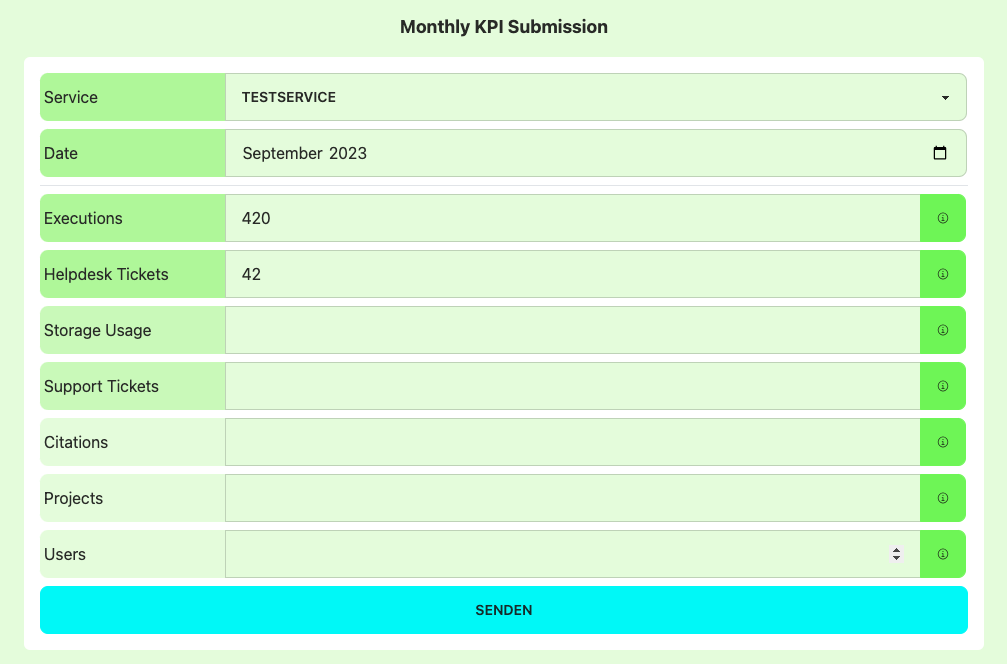 Monthly KPI Submission
Service TESTSERVICE
Date September 2023
Executions 420
Helpdesk Tickets 42
Storage Usage
Support Tickets
Citations
Projects
Users
SENDEN